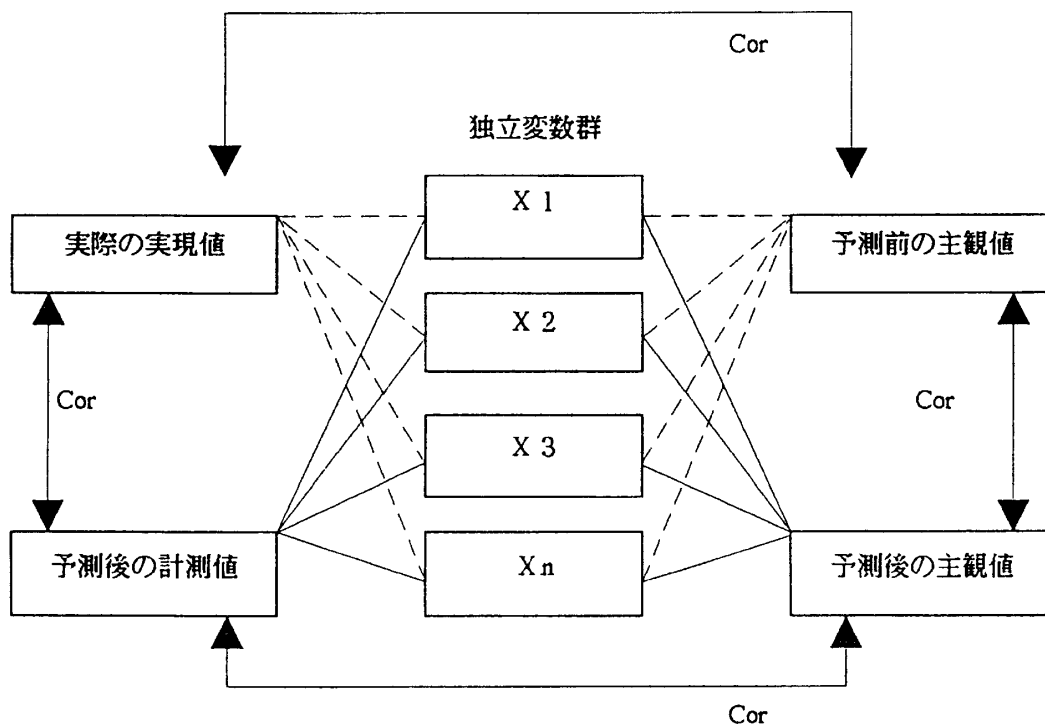 Cor
独立変数群
X 1
実際の実現値
予測前の主観値
X 2
Cor
Cor
X 3
予測後の計測値
Xn
予測後の主観値
Cor